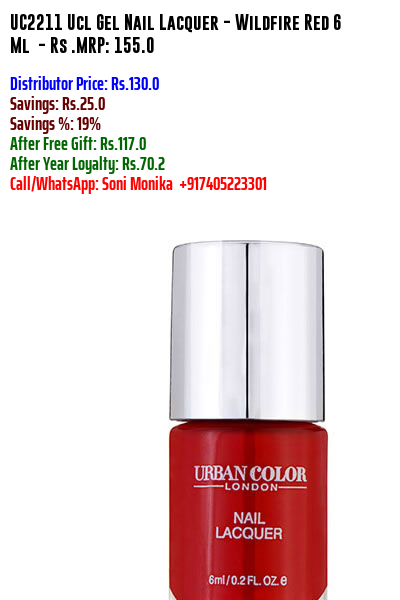 UC2211 Ucl Gel Nail Lacquer - Wildfire Red 6
Ml - Rs .MRP: 155.0
Distributor Price: Rs.130.0
Savings: Rs.25.0
Savings %: 19%
After Free Gift: Rs.117.0
After Year Loyalty: Rs.70.2
Call/WhatsApp: Soni Monika +917405223301
URBAN COLOR
LONDON
NAIL
LACQUER
6ml/0.2 FL. OZ. e